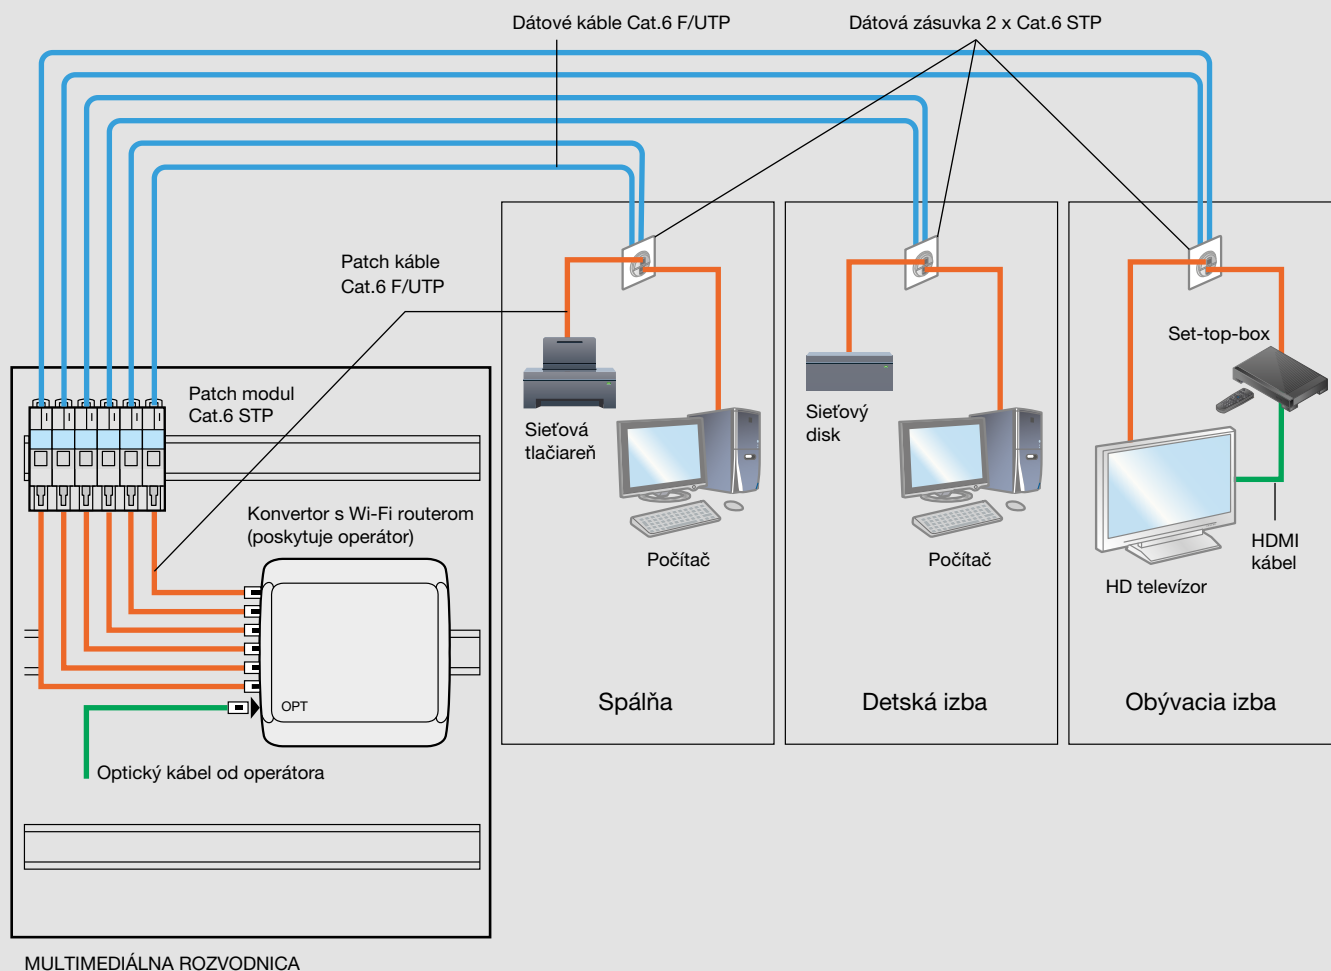 Dátové káble Cat.6 F/UTP
Dátová zásuvka 2 x Cat.6 STP
Patch káble
Cat.6 F/UTP
Set-top-box
Patch modul
Cat.6 STP
Sieťová
tlačiareň
Sieťový
disk
Konvertor s Wi-Fi routerom
(poskytuje operátor)
Počítač
Počítač
HDMI
kábel
HD televízor
OPT
Spálňa
Detská izba
Obývacia izba
Optický kábel od operátora
MULTIMEDIÁLNA ROZVODNICA